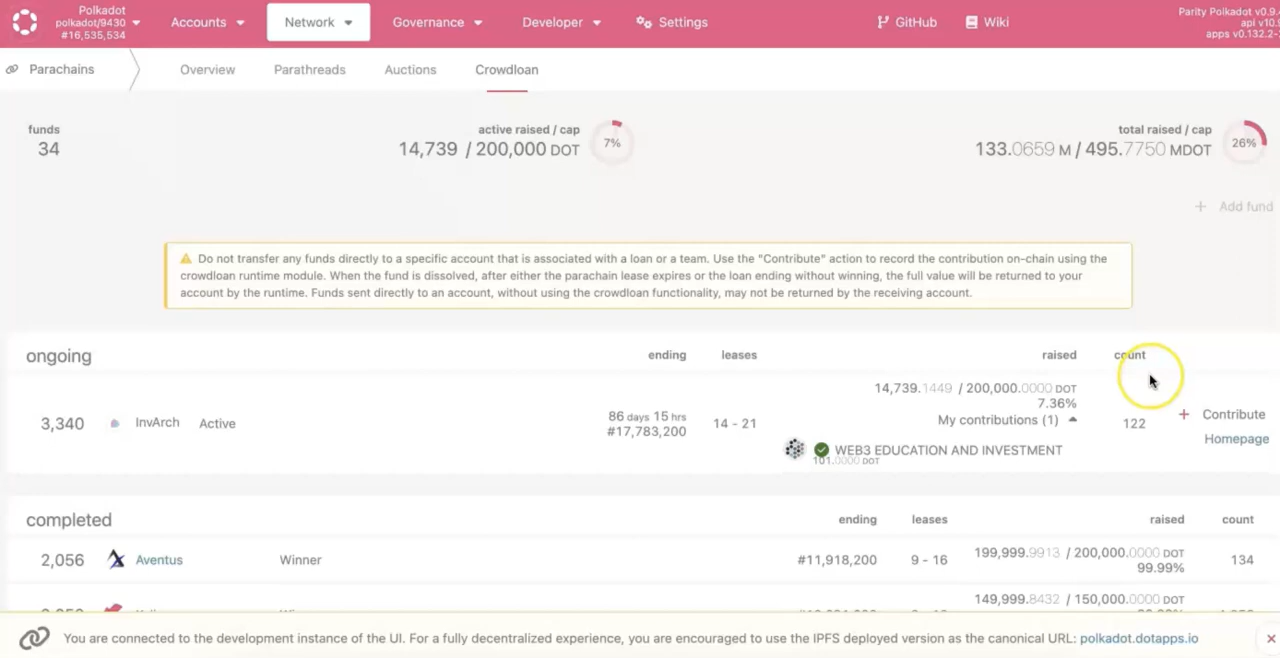 Polkadot
polkadot/9430
#16,535,534
Accounts
Network
Governance
Developer
Settings
GitHub
Wiki
Parity Polkadot v0.9.
api v10.
apps v0.132.2-
Parachains
Overview
Parathreads
Auctions
Crowdloan
funds
34
active raised / cap
14,739 / 200,000 DOT
7%
total raised / cap
133.0659 M / 495.7750 MDOT
26%
+ Add fund
Do not transfer any funds directly to a specific account that is associated with a loan or a team. Use the "Contribute" action to record the contribution on-chain using the
crowdloan runtime module. When the fund is dissolved, after either the parachain lease expires or the loan ending without winning, the full value will be returned to your
account by the runtime. Funds sent directly to an account, without using the crowdloan functionality, may not be returned by the receiving account.
ongoing
ending
leases
raised
count
3,340
InvArch
Active
86 days 15 hrs
#17,783,200
14 - 21
14,739.1449 / 200,000.0000 DOT
7.36%
My contributions (1)
WEB3 EDUCATION AND INVESTMENT
101.0000 DOT
122
+ Contribute
Homepage
completed
ending
leases
raised
count
2,056
Aventus
Winner
#11,918,200
9 - 16
199,999.9913 / 200,000.0000 DOT
99.99%
134
149,999.8432 / 150,000.0000 DOT
You are connected to the development instance of the UI. For a fully decentralized experience, you are encouraged to use the IPFS deployed version as the canonical URL: polkadot.dotapps.io